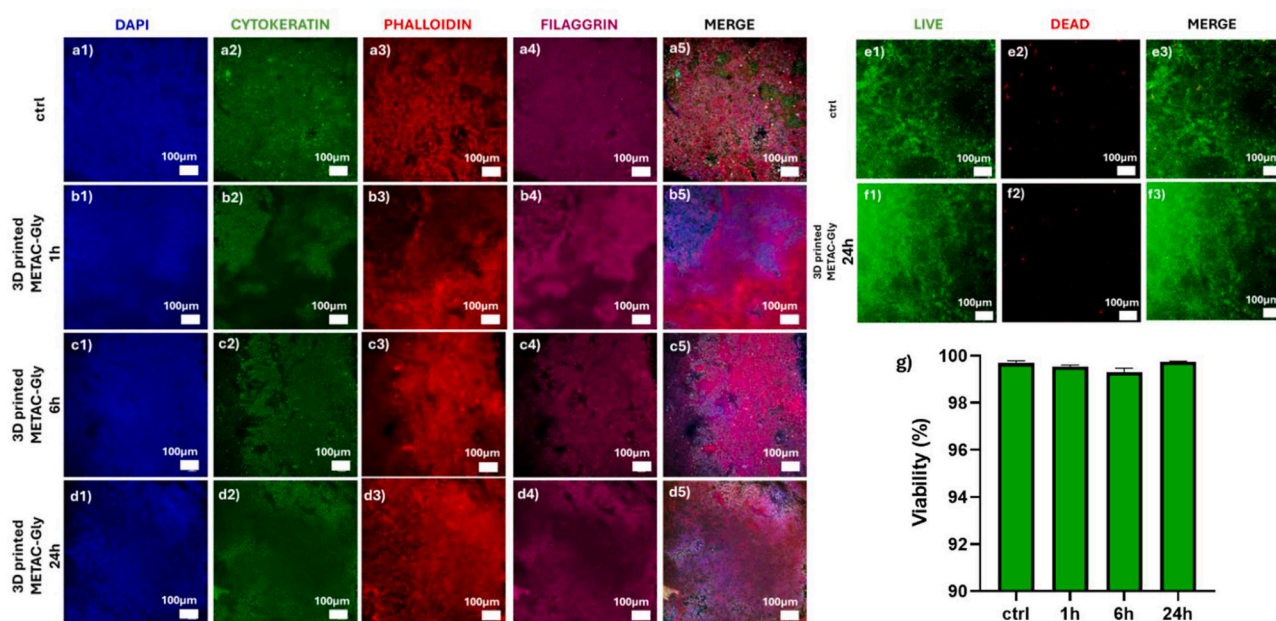 DAPI CYTOKERATIN PHALLOIDIN FILAGGRIN MERGE
ctrl
a1) a2) a3) a4) a5)
100µm 100µm 100µm 100µm 100µm
3D printed
METAC-Gly
1h
b1) b2) b3) b4) b5)
100µm 100µm 100µm 100µm 100µm
3D printed
METAC-Gly
6h
c1) c2) c3) c4) c5)
100µm 100µm 100µm 100µm 100µm
3D printed
METAC-Gly
24h
d1) d2) d3) d4) d5)
100µm 100µm 100µm 100µm 100µm
LIVE DEAD MERGE
ctrl
e1) e2) e3)
100µm 100µm 100µm
3D printed
METAC-Gly
24h
f1) f2) f3)
100µm 100µm 100µm
g)
Viability (%)
100
98
96
94
92
90
ctrl 1h 6h 24h